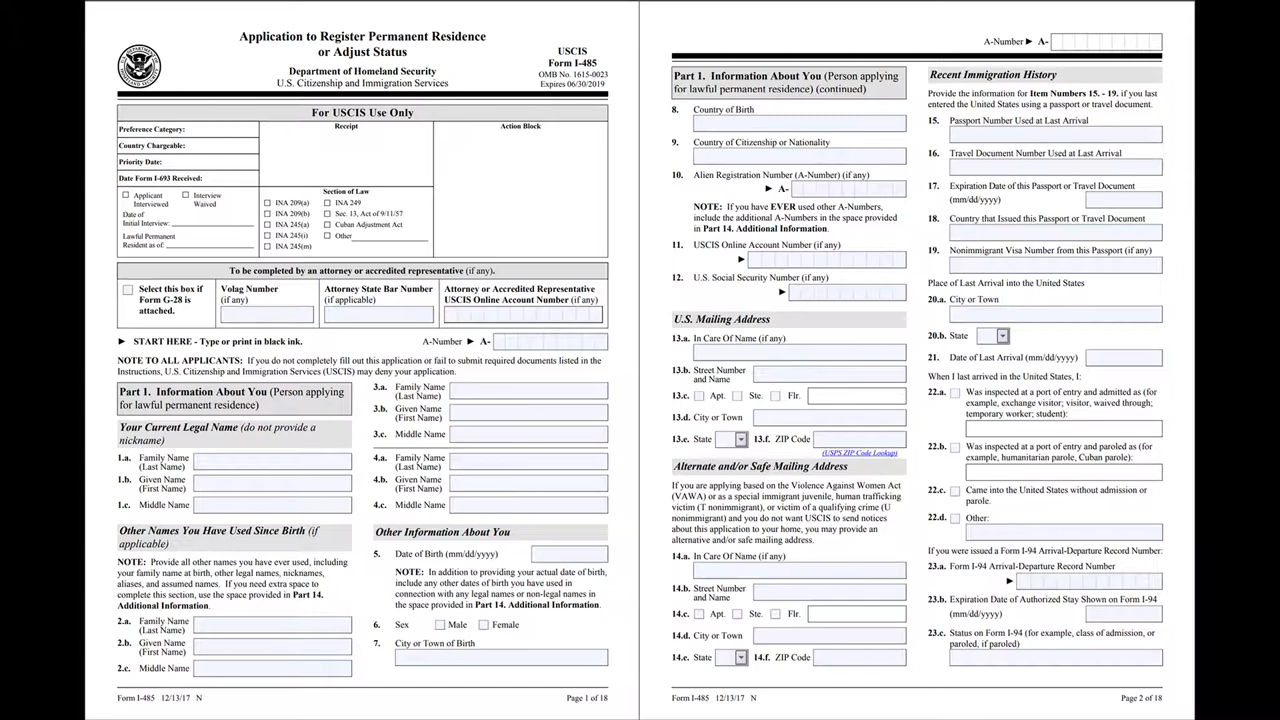 Application to Register Permanent Residence
or Adjust Status
Department of Homeland Security
U.S. Citizenship and Immigration Services
USCIS
Form I-485
OMB No. 1615-0023
Expires 06/30/2019
For USCIS Use Only
Preference Category:
Country Chargeable:
Priority Date:
Date Form I-693 Received:
Applicant Interviewed
Interview Waived
Date of
Initial Interview:
Lawful Permanent
Resident as of:
Receipt
Action Block
Section of Law
INA 209(a)
INA 209(b)
INA 245(a)
INA 245(i)
INA 245(m)
INA 249
Sec. 13, Act of 9/11/57
Cuban Adjustment Act
Other
To be completed by an attorney or accredited representative (if any).
Select this box if
Form G-28 is
attached.
Volag Number
(if any)
Attorney State Bar Number
(if applicable)
Attorney or Accredited Representative
USCIS Online Account Number (if any)
► START HERE - Type or print in black ink.
A-Number ► A-
NOTE TO ALL APPLICANTS: If you do not completely fill out this application or fail to submit required documents listed in the
Instructions, U.S. Citizenship and Immigration Services (USCIS) may deny your application.
Part 1. Information About You (Person applying
for lawful permanent residence)
Your Current Legal Name (do not provide a
nickname)
1.a. Family Name
(Last Name)
1.b. Given Name
(First Name)
1.c. Middle Name
Other Names You Have Used Since Birth (if
applicable)
NOTE: Provide all other names you have ever used, including
your family name at birth, other legal names, nicknames,
aliases, and assumed names. If you need extra space to
complete this section, use the space provided in Part 14.
Additional Information.
2.a. Family Name
(Last Name)
2.b. Given Name
(First Name)
2.c. Middle Name
3.a. Family Name
(Last Name)
3.b. Given Name
(First Name)
3.c. Middle Name
4.a. Family Name
(Last Name)
4.b. Given Name
(First Name)
4.c. Middle Name
Other Information About You
5. Date of Birth (mm/dd/yyyy)
NOTE: In addition to providing your actual date of birth,
include any other dates of birth you have used in
connection with any legal names or non-legal names in
the space provided in Part 14. Additional Information.
6. Sex Male Female
7. City or Town of Birth
Form I-485 12/13/17 N
Page 1 of 18
A-Number ► A-
Part 1. Information About You (Person applying
for lawful permanent residence) (continued)
8. Country of Birth
9. Country of Citizenship or Nationality
10. Alien Registration Number (A-Number) (if any)
► A-
NOTE: If you have EVER used other A-Numbers,
include the additional A-Numbers in the space provided
in Part 14. Additional Information.
11. USCIS Online Account Number (if any)
►
12. U.S. Social Security Number (if any)
►
U.S. Mailing Address
13.a. In Care Of Name (if any)
13.b. Street Number
and Name
13.c. Apt. Ste. Flr.
13.d. City or Town
13.e. State 13.f. ZIP Code
(USPS ZIP Code Lookup)
Alternate and/or Safe Mailing Address
If you are applying based on the Violence Against Women Act
(VAWA) or as a special immigrant juvenile, human trafficking
victim (T nonimmigrant), or victim of a qualifying crime (U
nonimmigrant) and you do not want USCIS to send notices
about this application to your home, you may provide an
alternative and/or safe mailing address.
14.a. In Care Of Name (if any)
14.b. Street Number
and Name
14.c. Apt. Ste. Flr.
14.d. City or Town
14.e. State 14.f. ZIP Code
Recent Immigration History
Provide the information for Item Numbers 15. - 19. if you last
entered the United States using a passport or travel document.
15. Passport Number Used at Last Arrival
16. Travel Document Number Used at Last Arrival
17. Expiration Date of this Passport or Travel Document
(mm/dd/yyyy)
18. Country that Issued this Passport or Travel Document
19. Nonimmigrant Visa Number from this Passport (if any)
Place of Last Arrival into the United States
20.a. City or Town
20.b. State
21. Date of Last Arrival (mm/dd/yyyy)
When I last arrived in the United States, I:
22.a. Was inspected at a port of entry and admitted as (for
example, exchange visitor; visitor, waived through;
temporary worker; student):
22.b. Was inspected at a port of entry and paroled as (for
example, humanitarian parole, Cuban parole):
22.c. Came into the United States without admission or
parole.
22.d. Other:
If you were issued a Form I-94 Arrival-Departure Record Number:
23.a. Form I-94 Arrival-Departure Record Number
►
23.b. Expiration Date of Authorized Stay Shown on Form I-94
(mm/dd/yyyy)
23.c. Status on Form I-94 (for example, class of admission, or
paroled, if paroled)
Form I-485 12/13/17 N
Page 2 of 18